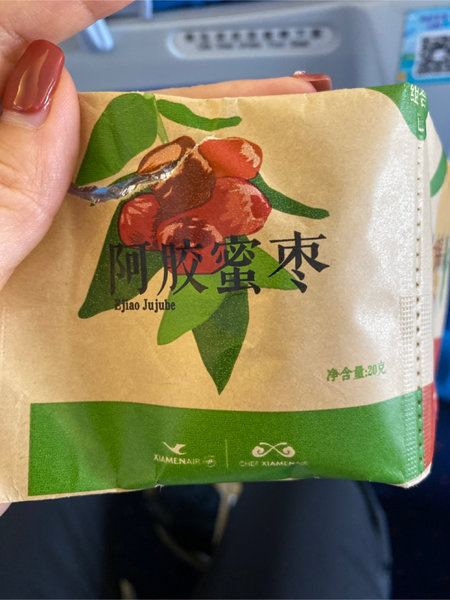 阿胶蜜枣
Ejiao Jujube
净含量:20克
XIAMENAIR
CHEF XIAMENAIR